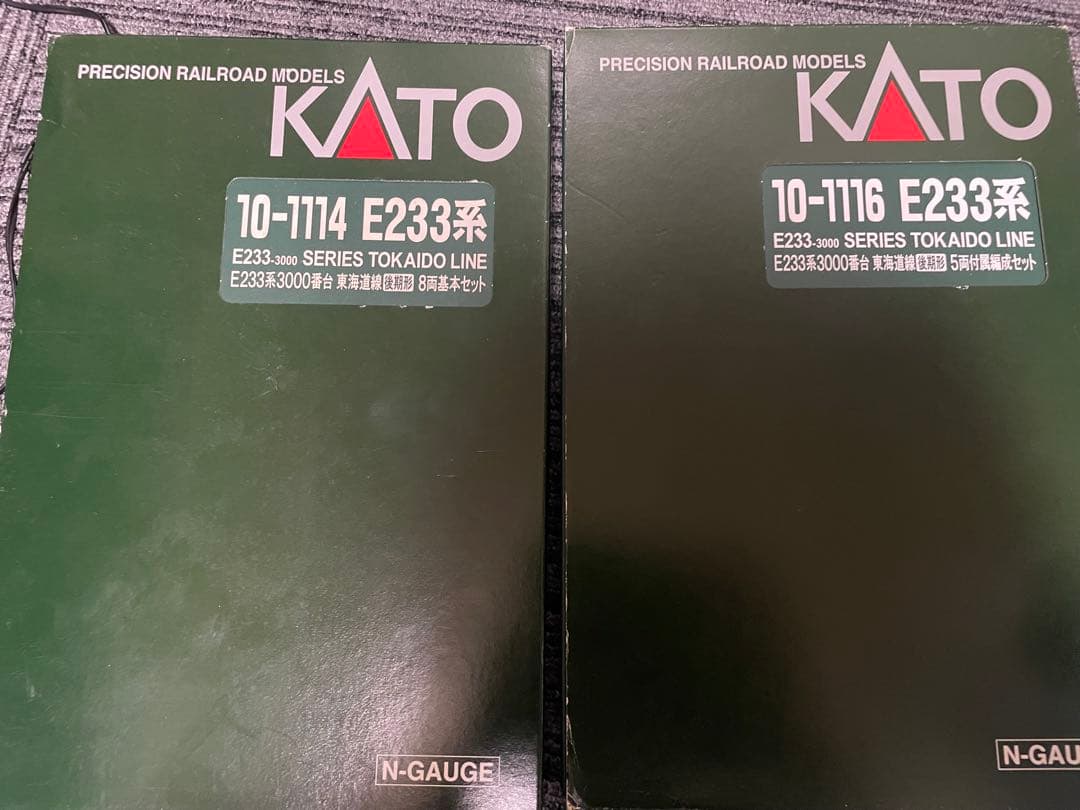 PRECISION RAILROAD MODELS
KATO
10-1114 E233系
E233-3000 SERIES TOKAIDO LINE
E233系3000番台 東海道線 後期形 8両基本セット
N-GAUGE
PRECISION RAILROAD MODELS
KATO
10-1116 E233系
E233-3000 SERIES TOKAIDO LINE
E233系3000番台 東海道線 後期形 5両付属編成セット
N-GAU